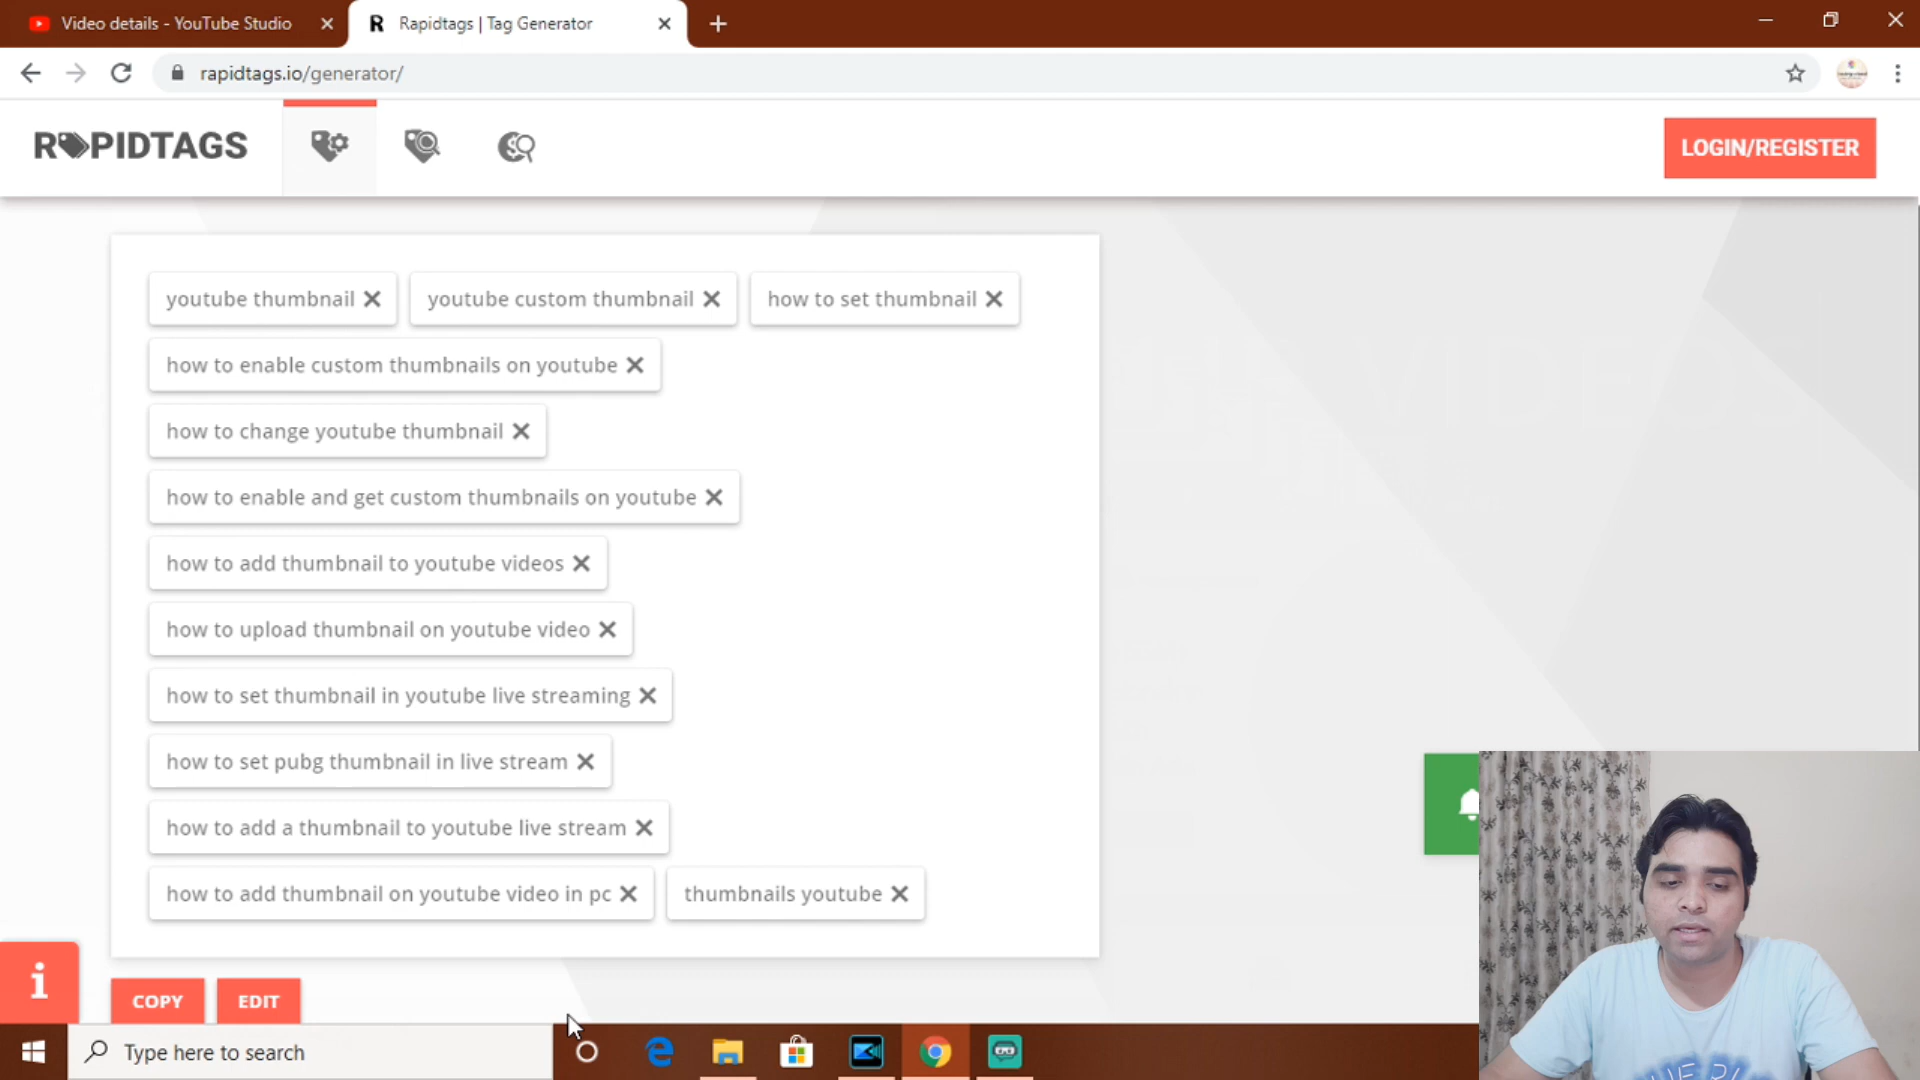 Video details - YouTube Studio
Rapidtags | Tag Generator
rapidtags.io/generator/
RAPIDTAGS
LOGIN/REGISTER
youtube thumbnail
youtube custom thumbnail
how to set thumbnail
how to enable custom thumbnails on youtube
how to change youtube thumbnail
how to enable and get custom thumbnails on youtube
how to add thumbnail to youtube videos
how to upload thumbnail on youtube video
how to set thumbnail in youtube live streaming
how to set pubg thumbnail in live stream
how to add a thumbnail to youtube live stream
how to add thumbnail on youtube video in pc
thumbnails youtube
COPY
EDIT
Type here to search